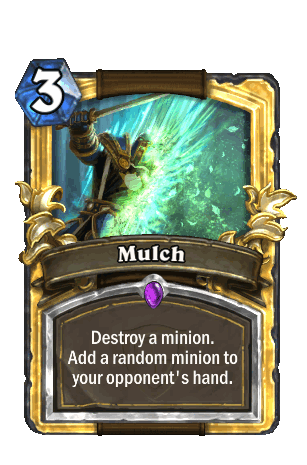 3
Mulch
Destroy a minion.
Add a random minion to
your opponent's hand.